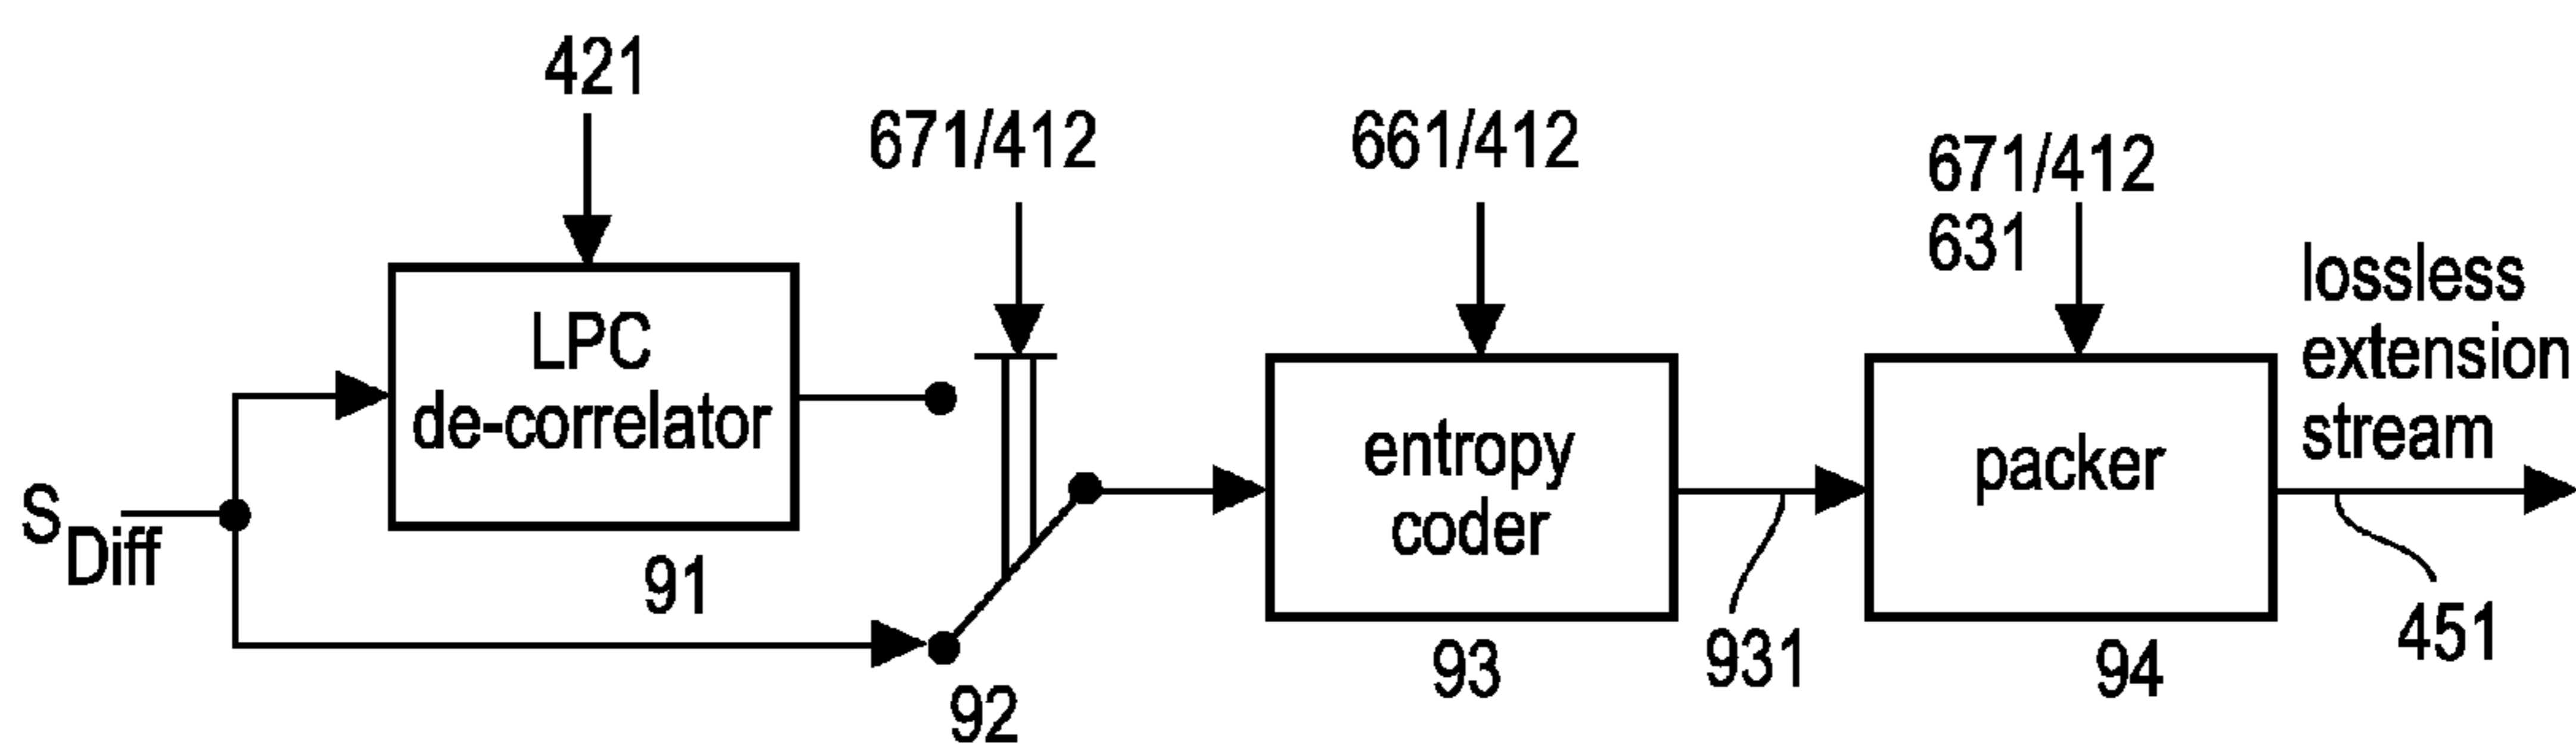 421
671/412
661/412
671/412
631
lossless
extension
stream
LPC
de-correlator
entropy
coder
packer
S Diff
91
92
93
931
94
451